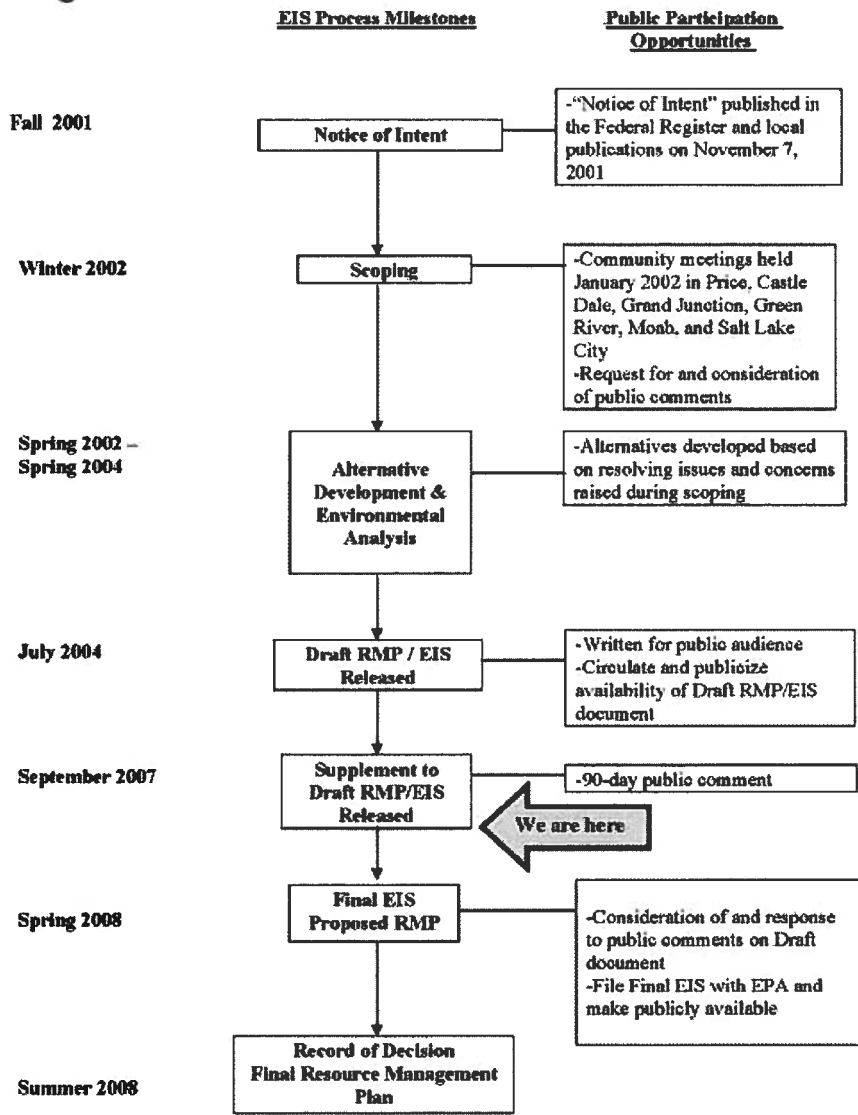 EIS Process Milestones
Public Participation
Opportunities
Fall 2001
Notice of Intent
-"Notice of Intent" published in
the Federal Register and local
publications on November 7,
2001
Winter 2002
Scoping
-Community meetings held
January 2002 in Price, Castle
Dale, Grand Junction, Green
River, Moab, and Salt Lake
City
-Request for and consideration
of public comments
Spring 2002 –
Spring 2004
Alternative
Development &
Environmental
Analysis
-Alternatives developed based
on resolving issues and concerns
raised during scoping
July 2004
Draft RMP / EIS
Released
-Written for public audience
-Circulate and publicize
availability of Draft RMP/EIS
document
September 2007
Supplement to
Draft RMP/EIS
Released
-90-day public comment
We are here
Spring 2008
Final EIS
Proposed RMP
-Consideration of and response
to public comments on Draft
document
-File Final EIS with EPA and
make publicly available
Summer 2008
Record of Decision
Final Resource Management
Plan